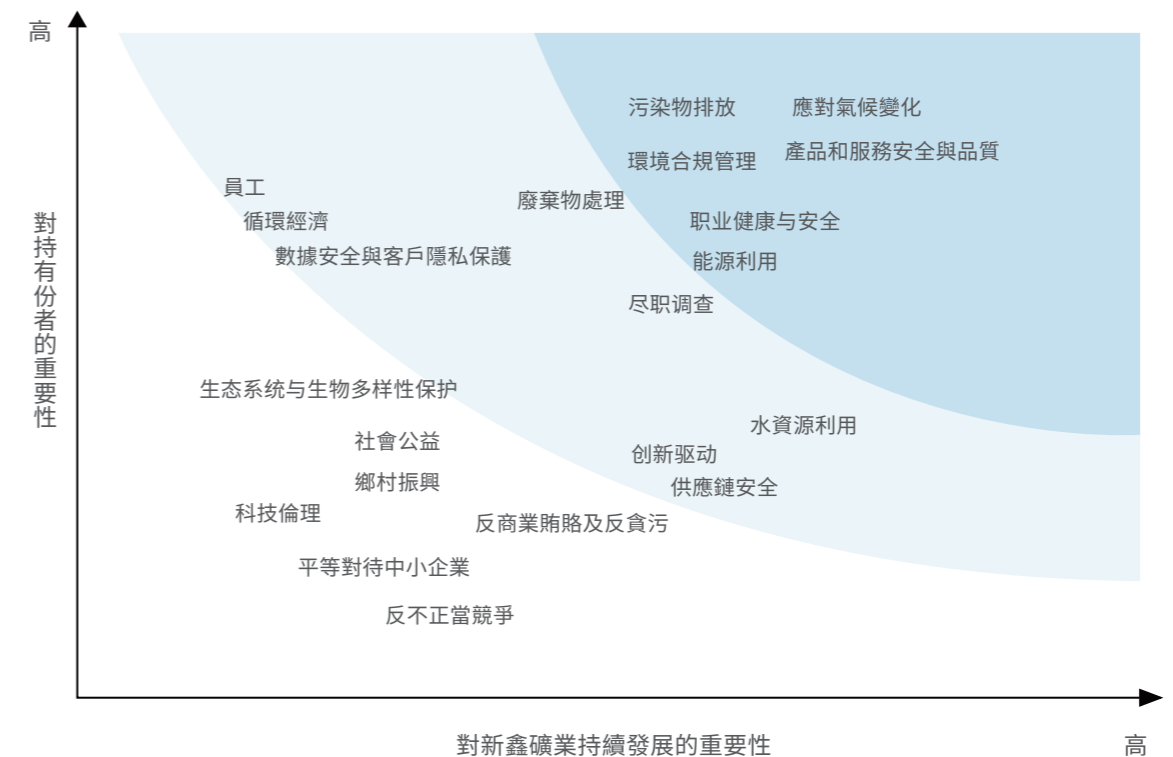 高
污染物排放
應對氣候變化
產品和服務安全與品質
環境合規管理
員工
廢棄物處理
循環經濟
职业健康与安全
數據安全與客戶隱私保護
能源利用
尽职调查
對持有份者的重要性
生态系统与生物多样性保护
水資源利用
社會公益
创新驱动
鄉村振興
供應鏈安全
科技倫理
反商業賄賂及反貪污
平等對待中小企業
反不正當競爭
對新鑫礦業持續發展的重要性
高